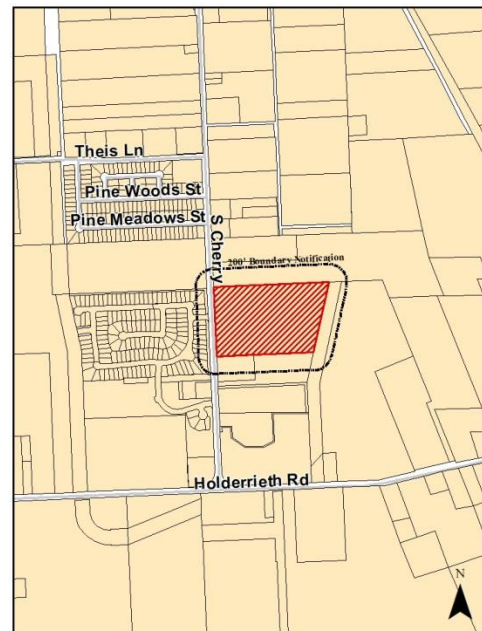 Theis Ln
Pine Woods St
Pine Meadows St
S Cherry
200' Boundary Notification
Holderrieth Rd
N